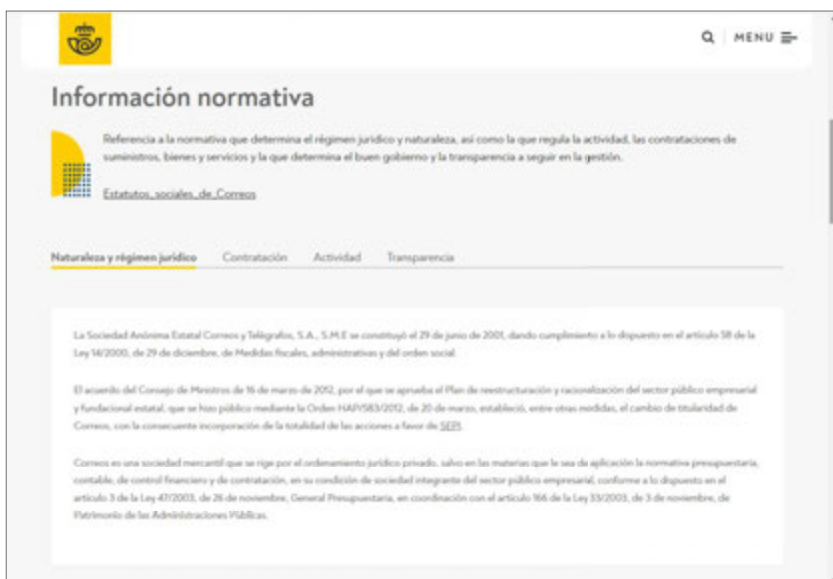 MENU
Información normativa
Referencia a la normativa que determina el régimen jurídico y naturaleza, así como la que regula la actividad, las contrataciones de
suministros, bienes y servicios y la que determina el buen gobierno y la transparencia a seguir en la gestión.
Estatutos_sociales_de_Correos
Naturaleza y régimen jurídico Contratación Actividad Transparencia
La Sociedad Anónima Estatal Correos y Telégrafos, S.A., S.M.E se constituyó el 29 de junio de 2001, dando cumplimiento a lo dispuesto en el artículo 58 de la
Ley 14/2000, de 29 de diciembre, de Medidas fiscales, administrativas y del orden social.
El acuerdo del Consejo de Ministros de 16 de marzo de 2012, por el que se aprueba el Plan de reestructuración y racionalización del sector público empresarial
y fundacional estatal, que se hizo público mediante la Orden HAP/583/2012, de 20 de marzo, estableció, entre otras medidas, el cambio de titularidad de
Correos, con la consecuente incorporación de la totalidad de las acciones a favor de SEPI.
Correos es una sociedad mercantil que se rige por el ordenamiento jurídico privado, salvo en las materias que le sea de aplicación la normativa presupuestaria,
contable, de control financiero y de contratación, en su condición de sociedad integrante del sector público empresarial, conforme a lo dispuesto en el
artículo 3 de la Ley 47/2003, de 26 de noviembre, General Presupuestaria, en coordinación con el artículo 166 de la Ley 33/2003, de 3 de noviembre, de
Patrimonio de las Administraciones Públicas.